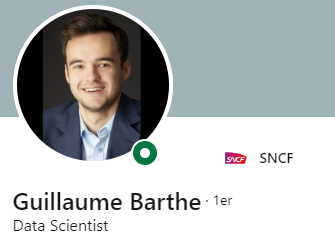 SNCF SNCF
Guillaume Barthe · 1er
Data Scientist